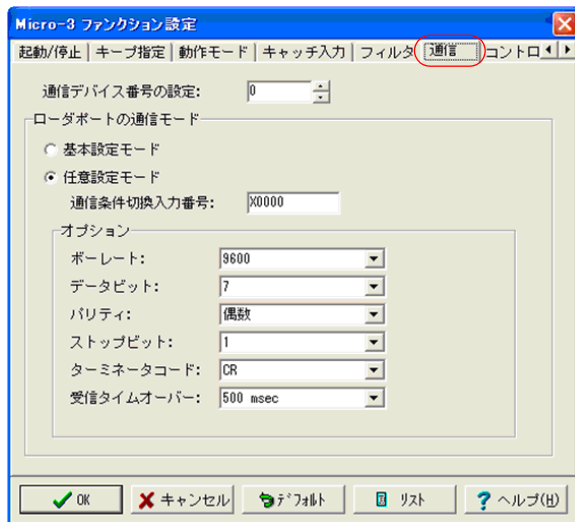 Micro-3 ファンクション設定
起動/停止 キープ指定 動作モード キャッチ入力 フィルタ 通信 コントロ
通信デバイス番号の設定: 0
ローダポートの通信モード
基本設定モード
任意設定モード
通信条件切換入力番号: X0000
オプション
ボーレート: 9600
データビット: 7
パリティ: 偶数
ストップビット: 1
ターミネータコード: CR
受信タイムオーバー: 500 msec
OK キャンセル デフォルト リスト ヘルプ(H)